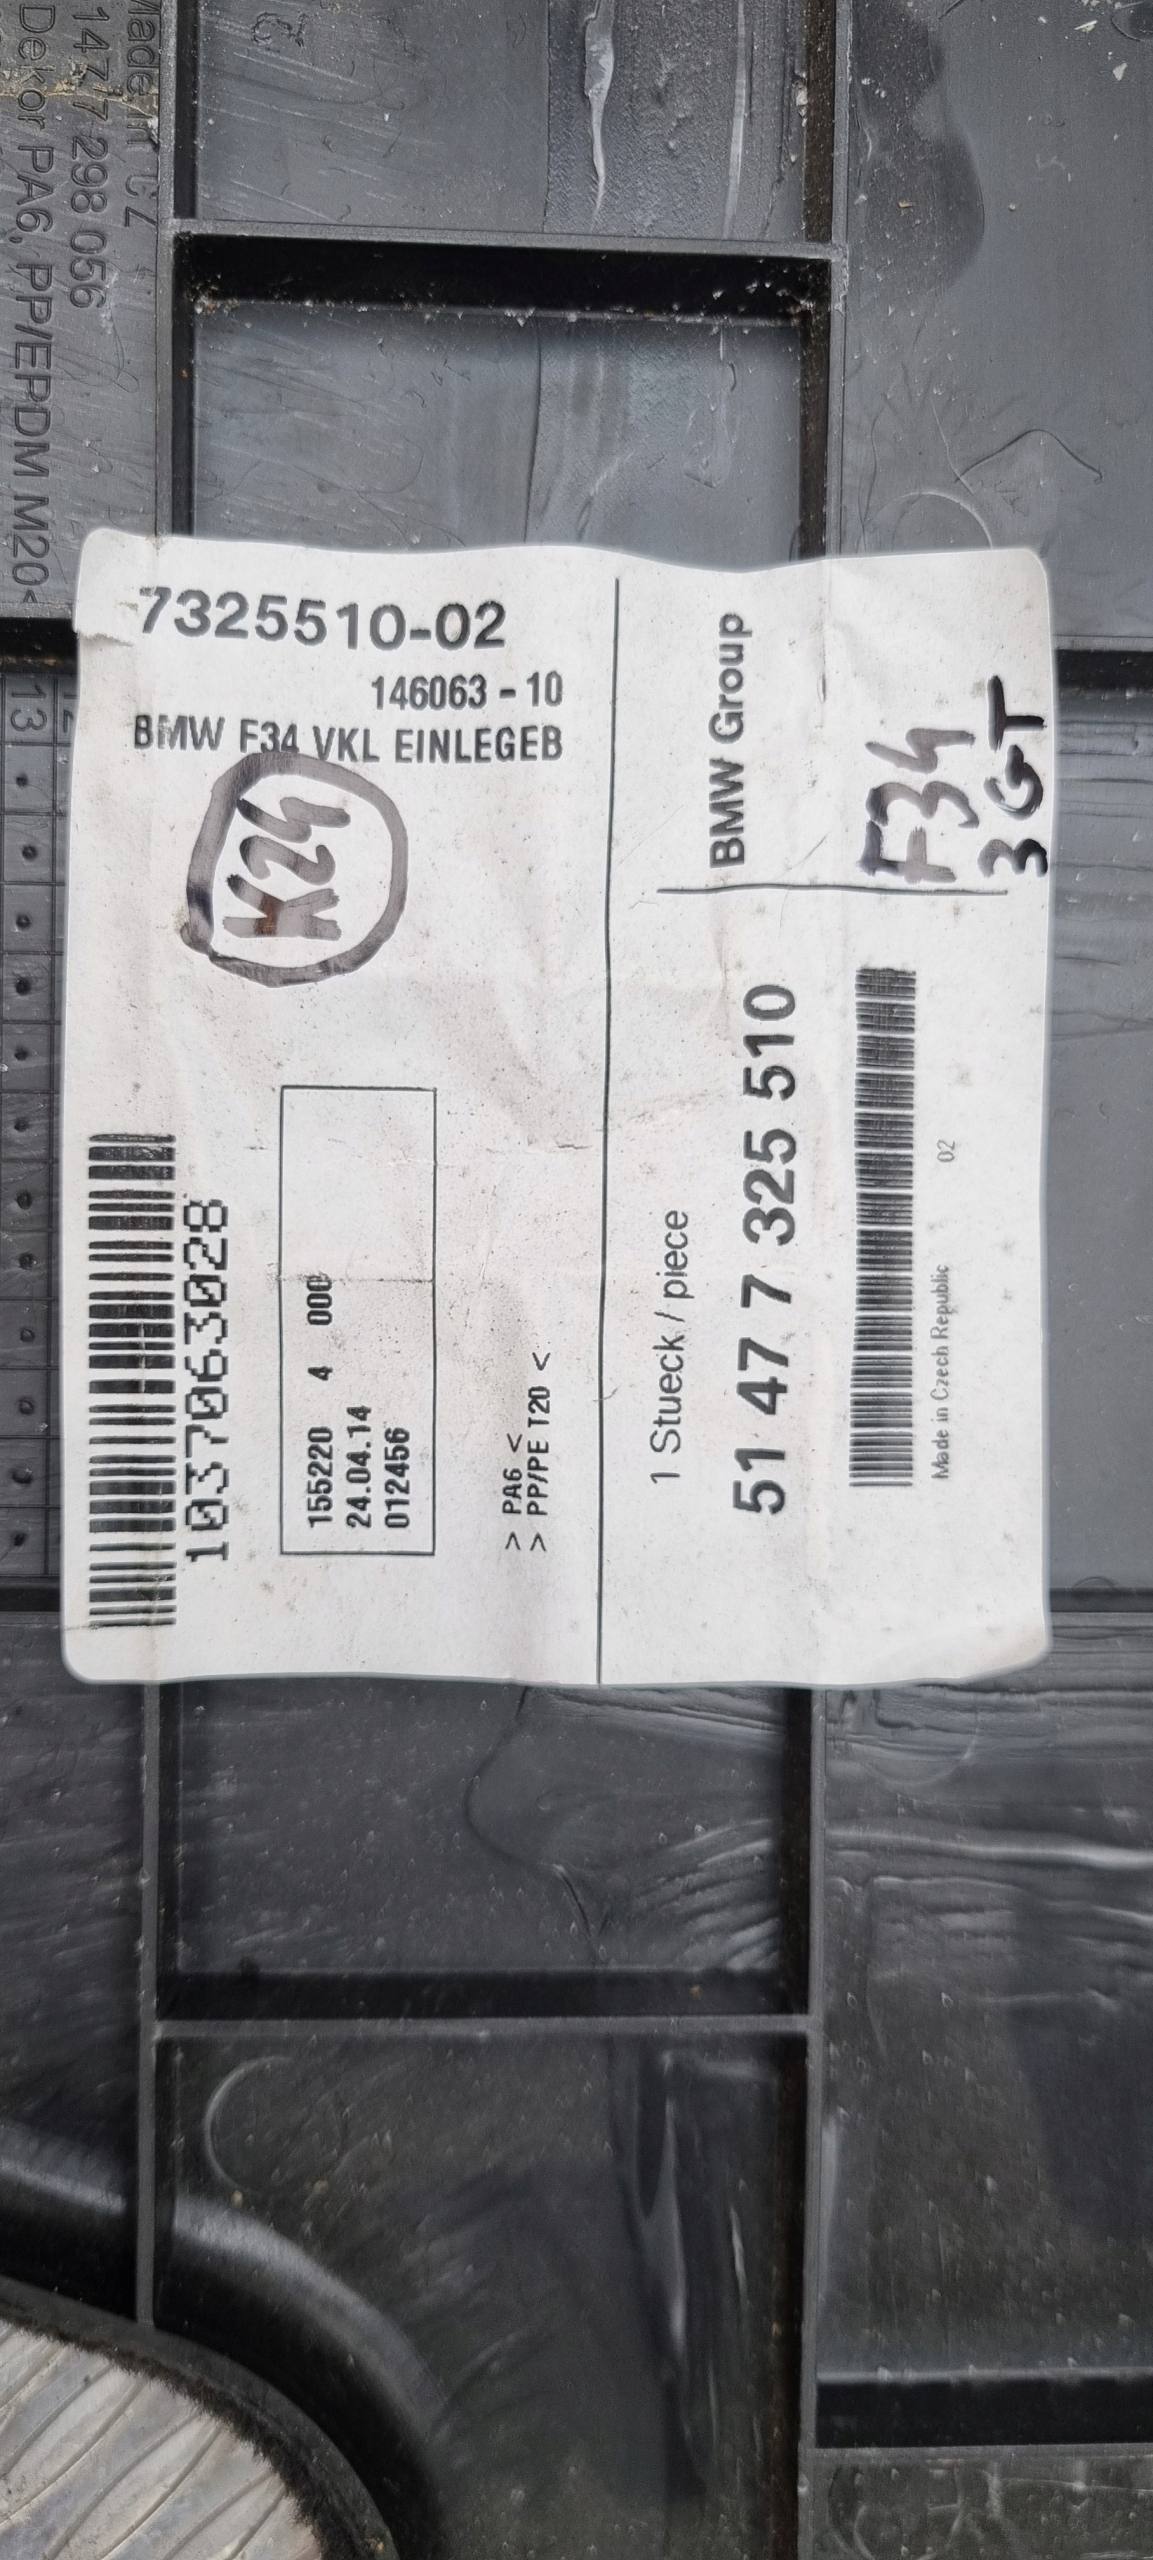 Made in CZ
1477 298 056
Dekor PA6, PP/EPDM M20<
13
7325510-02
146063 - 10
BMW F34 VKL EINLEGEB
K24
1037063028
155220 4 000
24.04.14
012456
> PA6 <
> PP/PE T20 <
BMW Group
F34
3GT
1 Stueck / piece
51 47 7 325 510
Made in Czech Republic 02